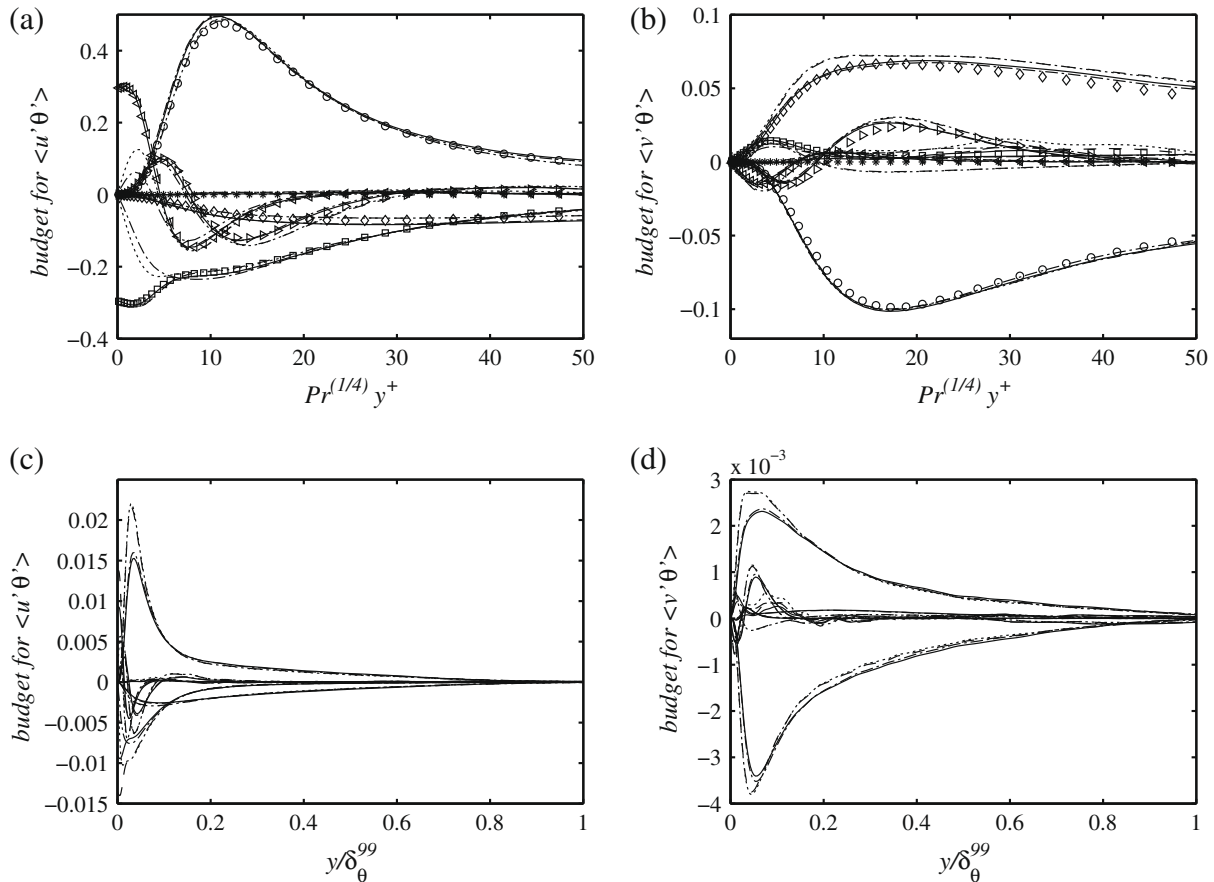 (a)
budget for <u'θ'>
0.4
0.2
0
−0.2
−0.4
0 10 20 30 40 50
Pr^(1/4) y^+
(b)
budget for <v'θ'>
0.1
0.05
0
−0.05
−0.1
0 10 20 30 40 50
Pr^(1/4) y^+
(c)
budget for <u'θ'>
0.02
0.015
0.01
0.005
0
−0.005
−0.01
−0.015
0 0.2 0.4 0.6 0.8 1
y/δ_θ^99
(d)
x 10^−3
budget for <v'θ'>
3
2
1
0
−1
−2
−3
−4
0 0.2 0.4 0.6 0.8 1
y/δ_θ^99